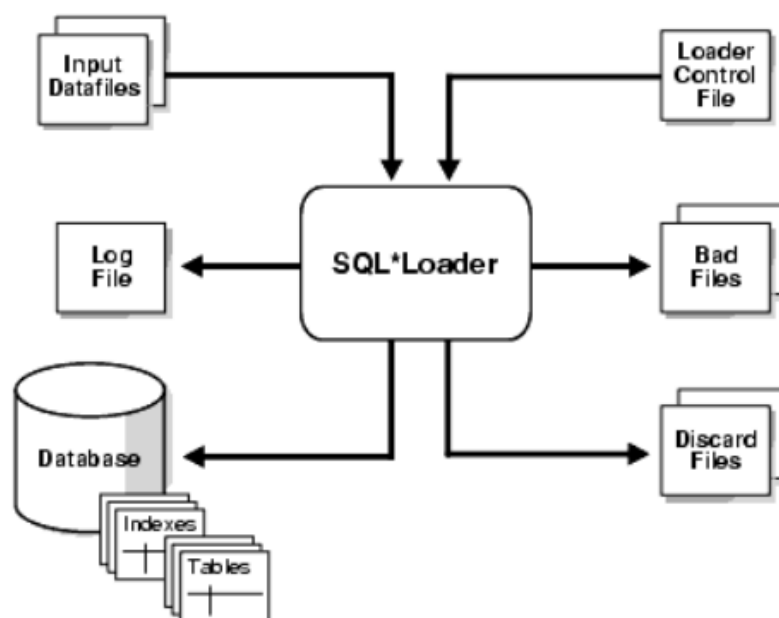 Input
Datafiles
Loader
Control
File
Log
File
SQL*Loader
Bad
Files
Database
Discard
Files
Indexes
Tables